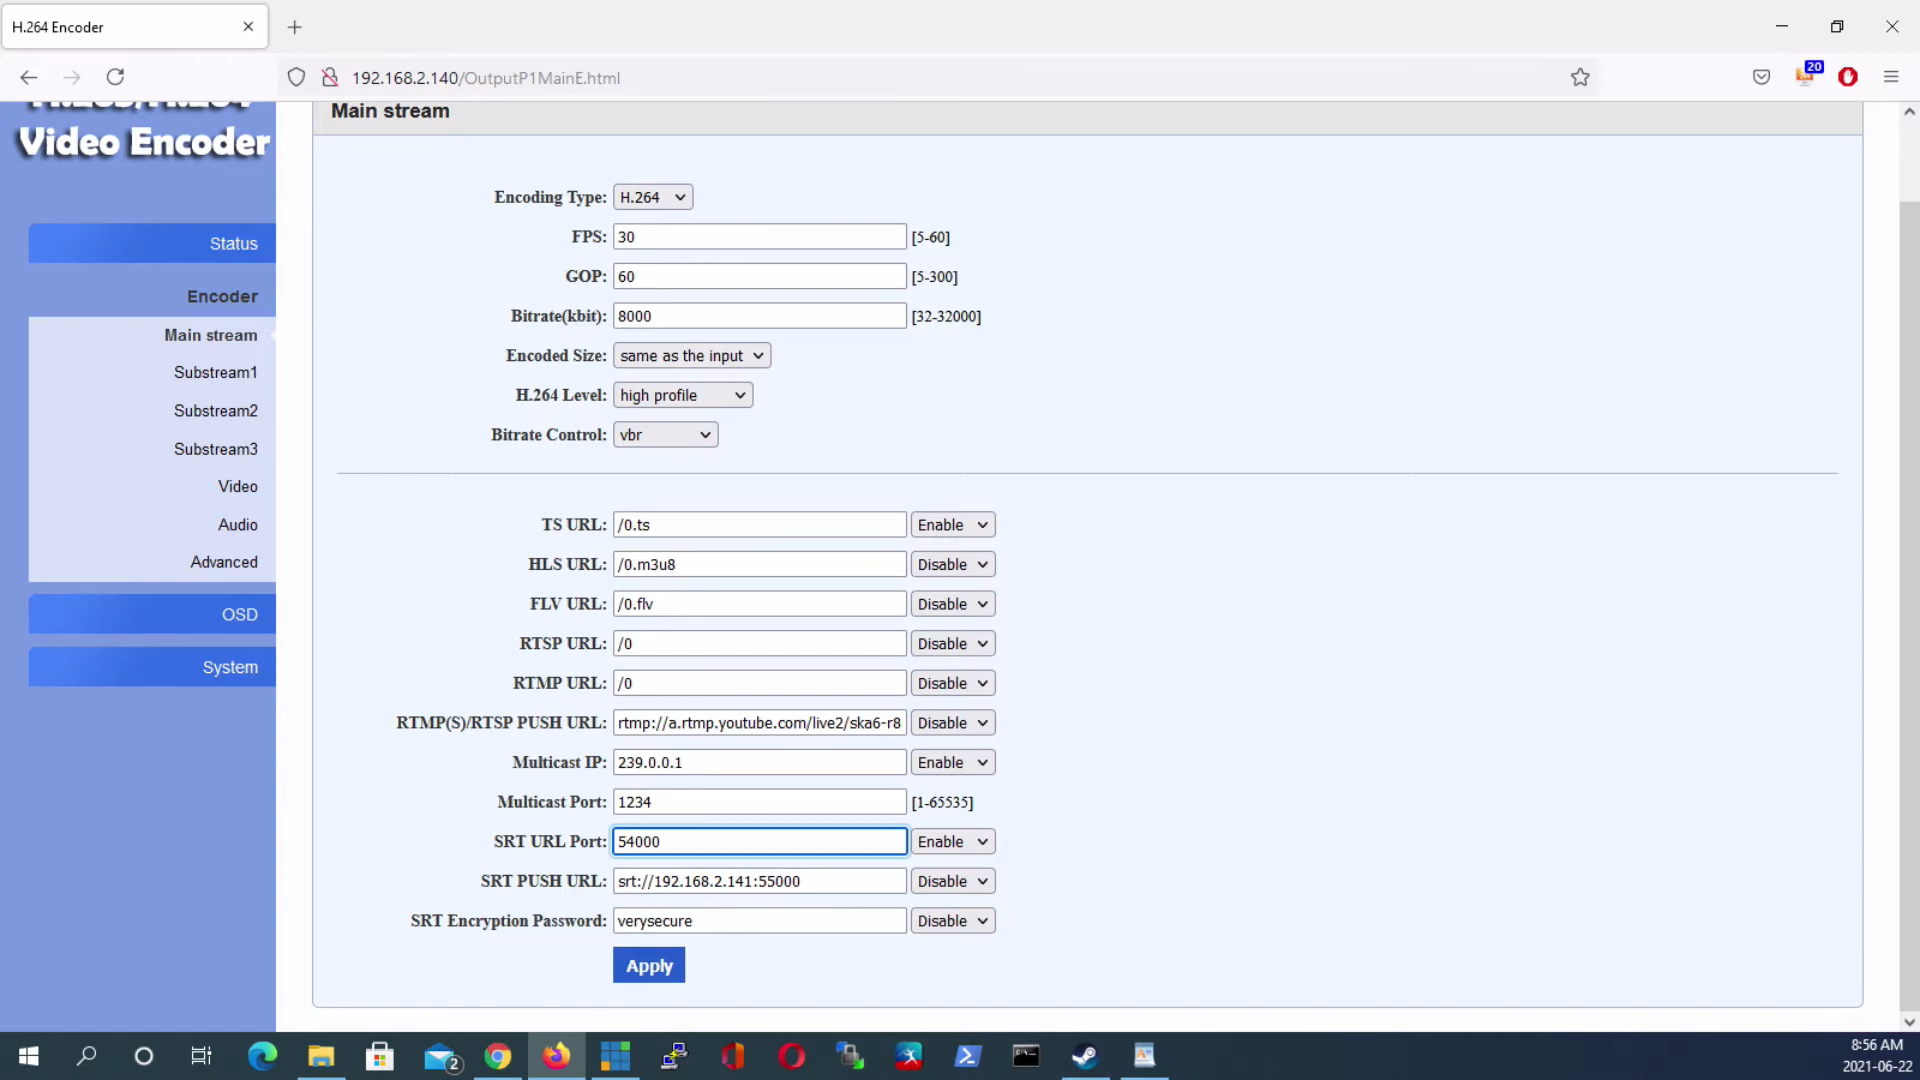 H.264 Encoder
192.168.2.140/OutputP1MainE.html
20
Video Encoder
Status
Encoder
Main stream
Substream1
Substream2
Substream3
Video
Audio
Advanced
OSD
System
Main stream
Encoding Type: H.264
FPS: 30 [5-60]
GOP: 60 [5-300]
Bitrate(kbit): 8000 [32-32000]
Encoded Size: same as the input
H.264 Level: high profile
Bitrate Control: vbr
TS URL: /0.ts Enable
HLS URL: /0.m3u8 Disable
FLV URL: /0.flv Disable
RTSP URL: /0 Disable
RTMP URL: /0 Disable
RTMP(S)/RTSP PUSH URL: rtmp://a.rtmp.youtube.com/live2/ska6-r8 Disable
Multicast IP: 239.0.0.1 Enable
Multicast Port: 1234 [1-65535]
SRT URL Port: 54000 Enable
SRT PUSH URL: srt://192.168.2.141:55000 Disable
SRT Encryption Password: verysecure Disable
Apply
2
8:56 AM
2021-06-22